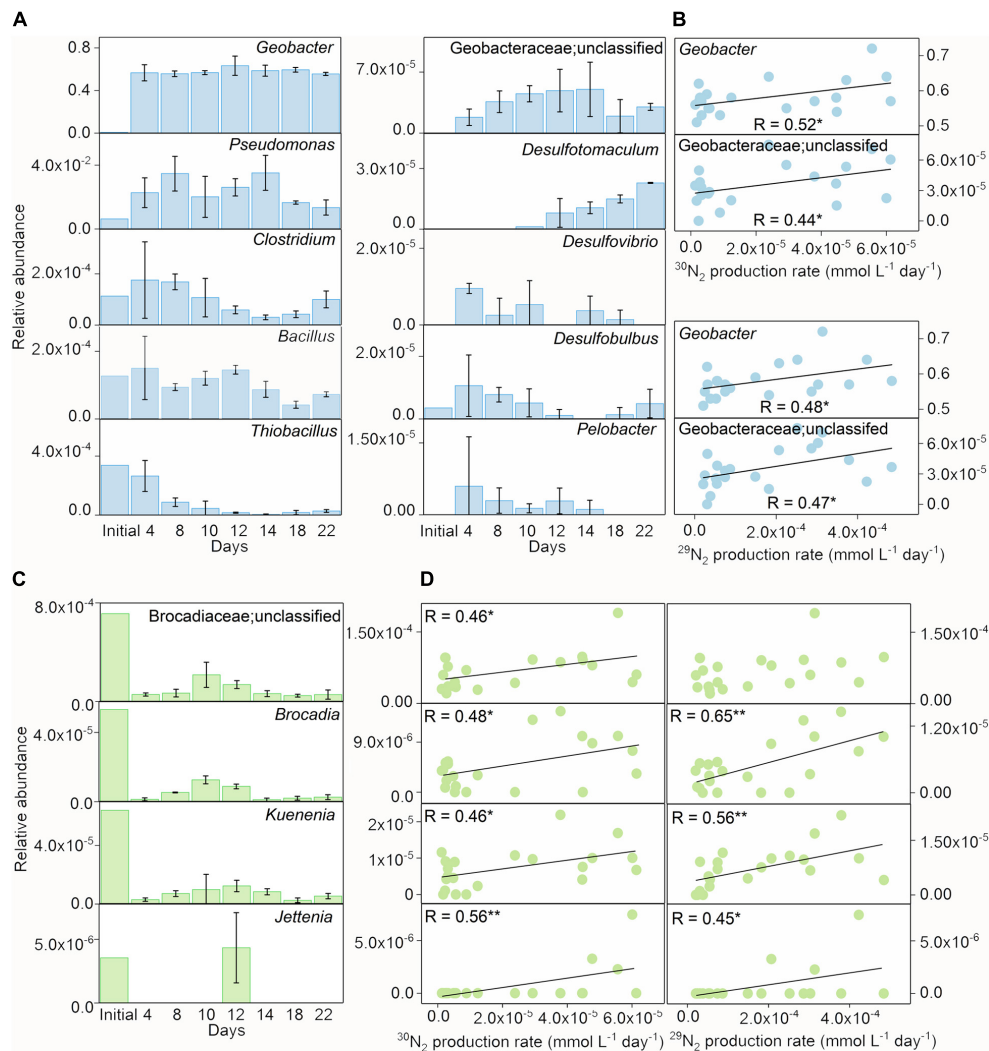 A
Relative abundance
Geobacter
0.8
0.4
0.0
Pseudomonas
4.0x10⁻²
0.0
Clostridium
2.0x10⁻⁴
0.0
Bacillus
2.0x10⁻⁴
0.0
Thiobacillus
4.0x10⁻⁴
0.0
Initial 4 8 10 12 14 18 22
Days
Geobacteraceae;unclassified
7.0x10⁻⁵
0.0
Desulfotomaculum
4.0x10⁻⁴
0.0
Desulfovibrio
2.0x10⁻⁵
0.0
Desulfobulbus
2.0x10⁻⁵
0.0
Pelobacter
1.50x10⁻⁵
0.0
Initial 4 8 10 12 14 18 22
Days
B
Geobacter
0.7
0.6
0.5
R = 0.52*
Geobacteraceae;unclassifed
6.0x10⁻⁵
3.0x10⁻⁵
0.0
R = 0.44*
0.0 2.0x10⁻⁵ 4.0x10⁻⁵ 6.0x10⁻⁵
³⁰N₂ production rate (mmol L⁻¹ day⁻¹)
Geobacter
0.7
0.6
0.5
R = 0.48*
Geobacteraceae;unclassifed
6.0x10⁻⁵
3.0x10⁻⁵
0.0
R = 0.47*
0.0 2.0x10⁻⁴ 4.0x10⁻⁴
²⁹N₂ production rate (mmol L⁻¹ day⁻¹)
C
Relative abundance
Brocadiaceae;unclassified
8.0x10⁻⁴
0.0
Brocadia
4.0x10⁻⁵
0.0
Kuenenia
4.0x10⁻⁵
0.0
Jettenia
5.0x10⁻⁶
0.0
Initial 4 8 10 12 14 18 22
Days
D
R = 0.46*
1.50x10⁻⁴
0.00
R = 0.48*
9.0x10⁻⁶
0.00
R = 0.46*
2x10⁻⁵
1x10⁻⁵
0.00
R = 0.56**
5.0x10⁻⁶
0.0
0.0 2.0x10⁻⁵ 4.0x10⁻⁵ 6.0x10⁻⁵
³⁰N₂ production rate (mmol L⁻¹ day⁻¹)
1.50x10⁻⁴
0.00
R = 0.65**
1.20x10⁻⁵
0.00
R = 0.56**
1.50x10⁻⁵
0.00
R = 0.45*
5.0x10⁻⁶
0.0
0.0 2.0x10⁻⁴ 4.0x10⁻⁴
²⁹N₂ production rate (mmol L⁻¹ day⁻¹)